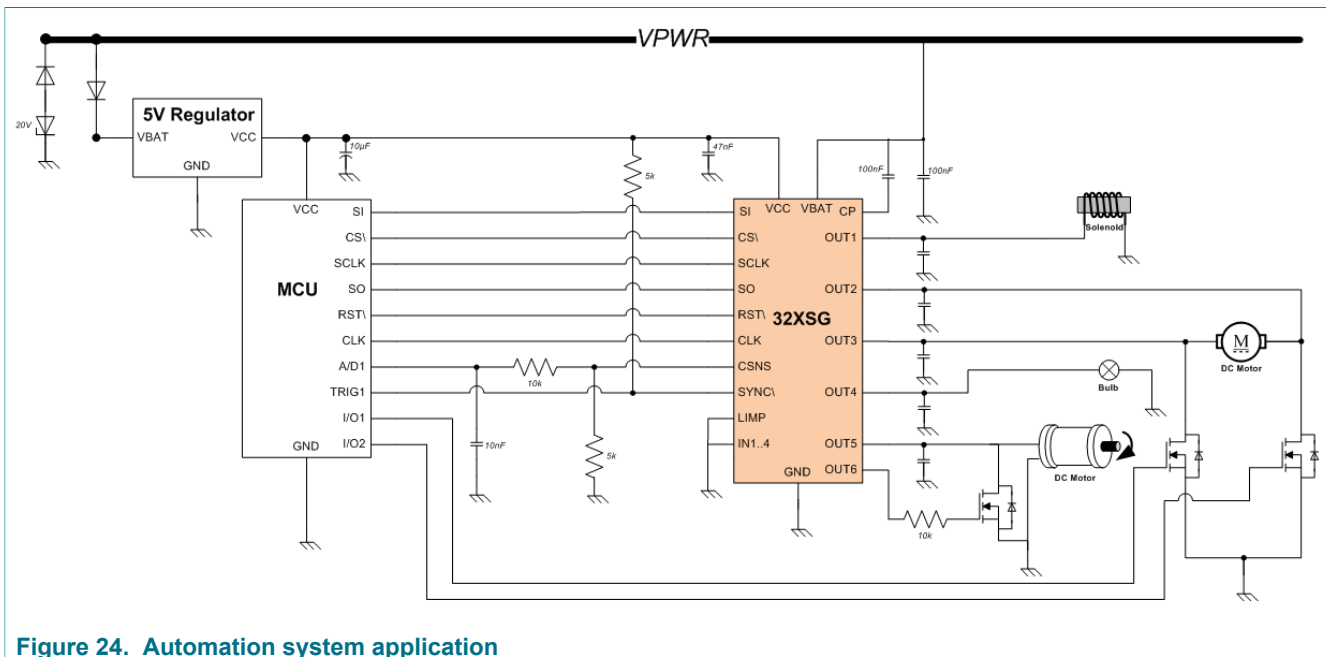 VPWR
20V
5V Regulator
VBAT
VCC
GND
10µF
5k
47nF
100nF
100nF
MCU
VCC
SI
CS\
SCLK
SO
RST\
CLK
A/D1
TRIG1
I/O1
I/O2
GND
10k
10nF
5k
32XSG
VCC
VBAT
CP
SI
CS\
SCLK
SO
RST\
CLK
CSNS
SYNC\
LIMP
IN1..4
GND
OUT1
OUT2
OUT3
OUT4
OUT5
OUT6
Solenoid
M
DC Motor
Bulb
DC Motor
10k
Figure 24. Automation system application